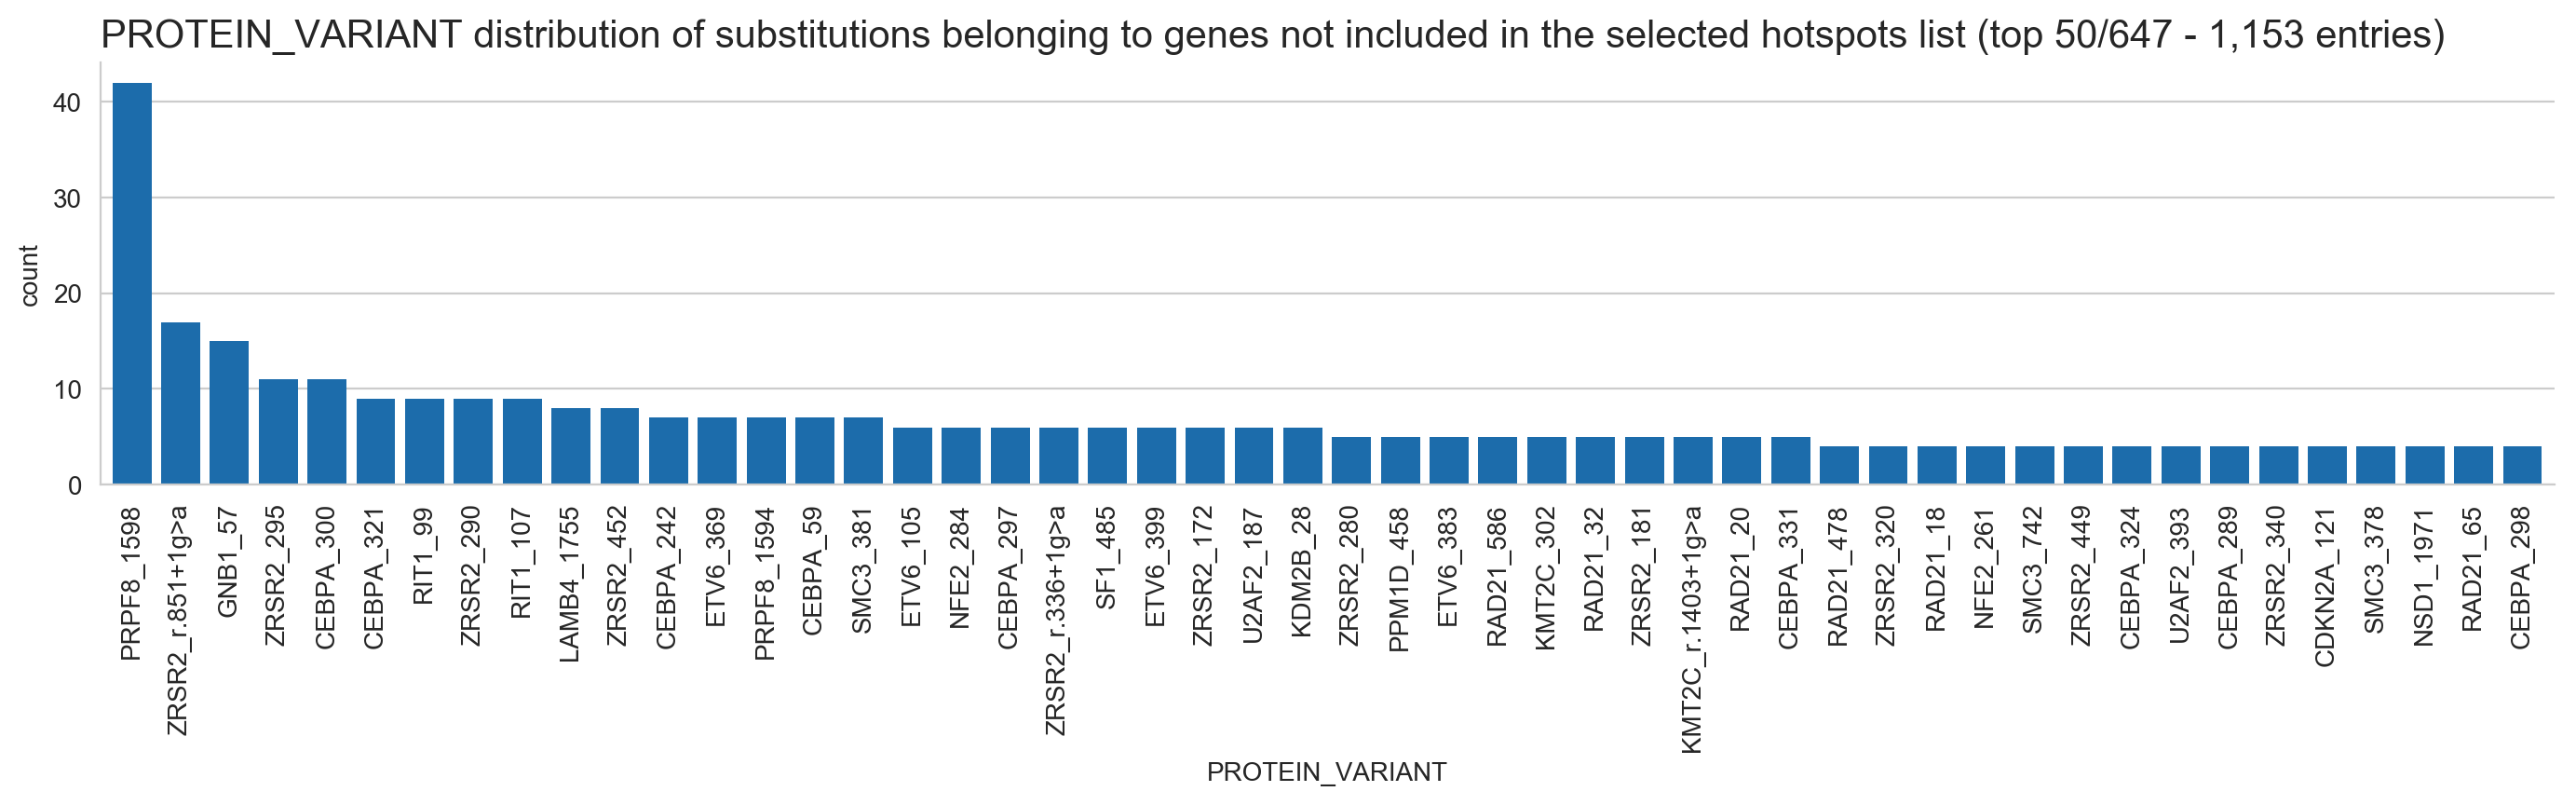 PROTEIN_VARIANT distribution of substitutions belonging to genes not included in the selected hotspots list (top 50/647 - 1,153 entries)
count
40
30
20
10
0
PRPF8_1598
ZRSR2_r.851+1g>a
GNB1_57
ZRSR2_295
CEBPA_300
CEBPA_321
RIT1_99
ZRSR2_290
RIT1_107
LAMB4_1755
ZRSR2_452
CEBPA_242
ETV6_369
PRPF8_1594
CEBPA_59
SMC3_381
ETV6_105
NFE2_284
CEBPA_297
ZRSR2_r.336+1g>a
SF1_485
ETV6_399
ZRSR2_172
U2AF2_187
KDM2B_28
ZRSR2_280
PPM1D_458
ETV6_383
RAD21_586
KMT2C_302
RAD21_32
ZRSR2_181
KMT2C_r.1403+1g>a
RAD21_20
CEBPA_331
RAD21_478
ZRSR2_320
RAD21_18
NFE2_261
SMC3_742
ZRSR2_449
CEBPA_324
U2AF2_393
CEBPA_289
ZRSR2_340
CDKN2A_121
SMC3_378
NSD1_1971
RAD21_65
CEBPA_298
PROTEIN_VARIANT